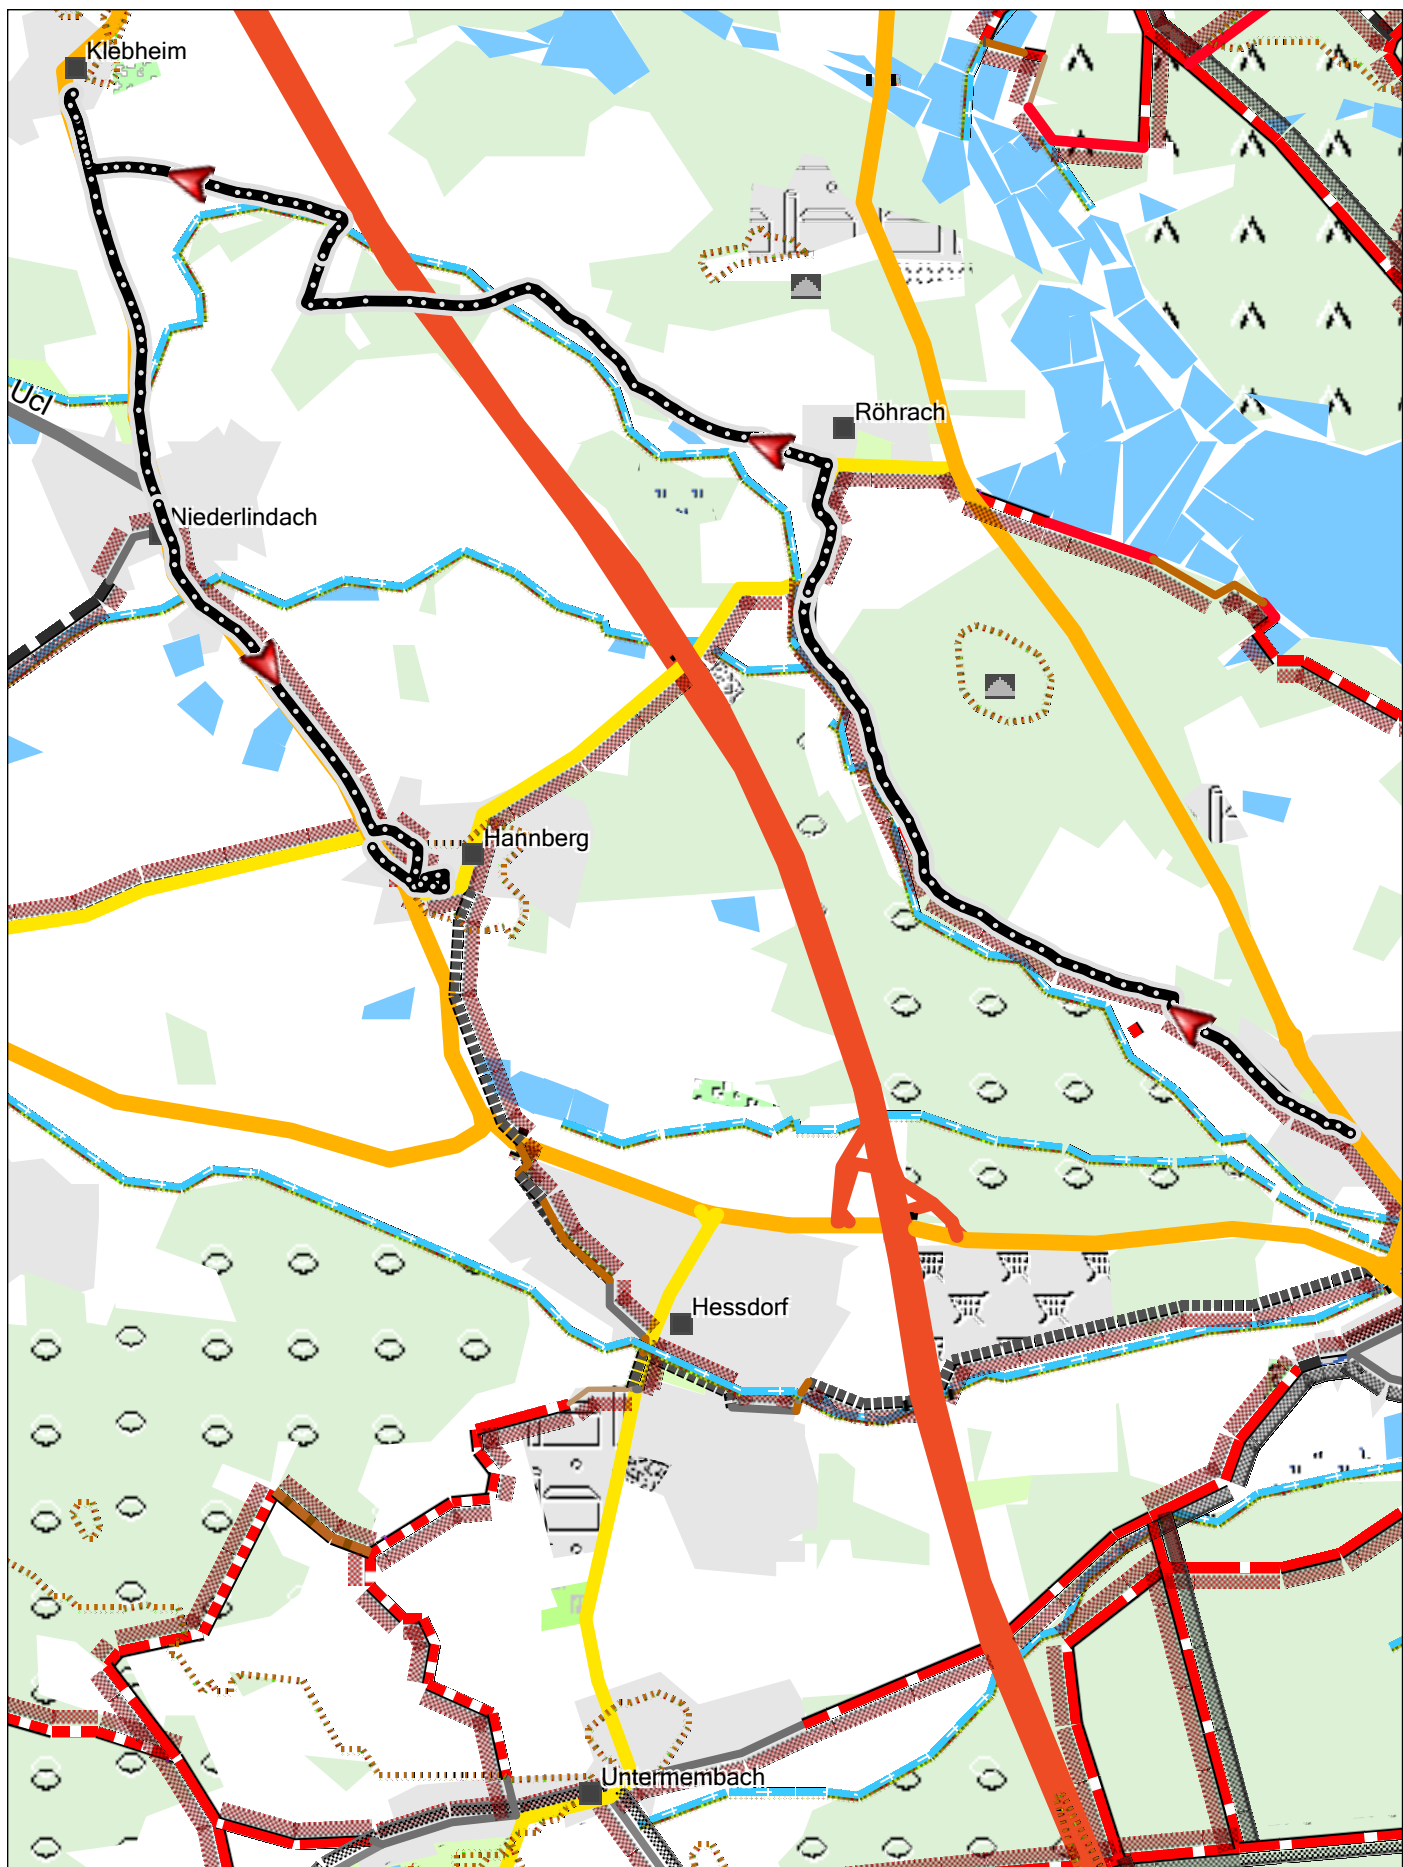 Klebheim
Röhrach
Ucl
Niederlindach
Hannberg
Hessdorf
Untermembach